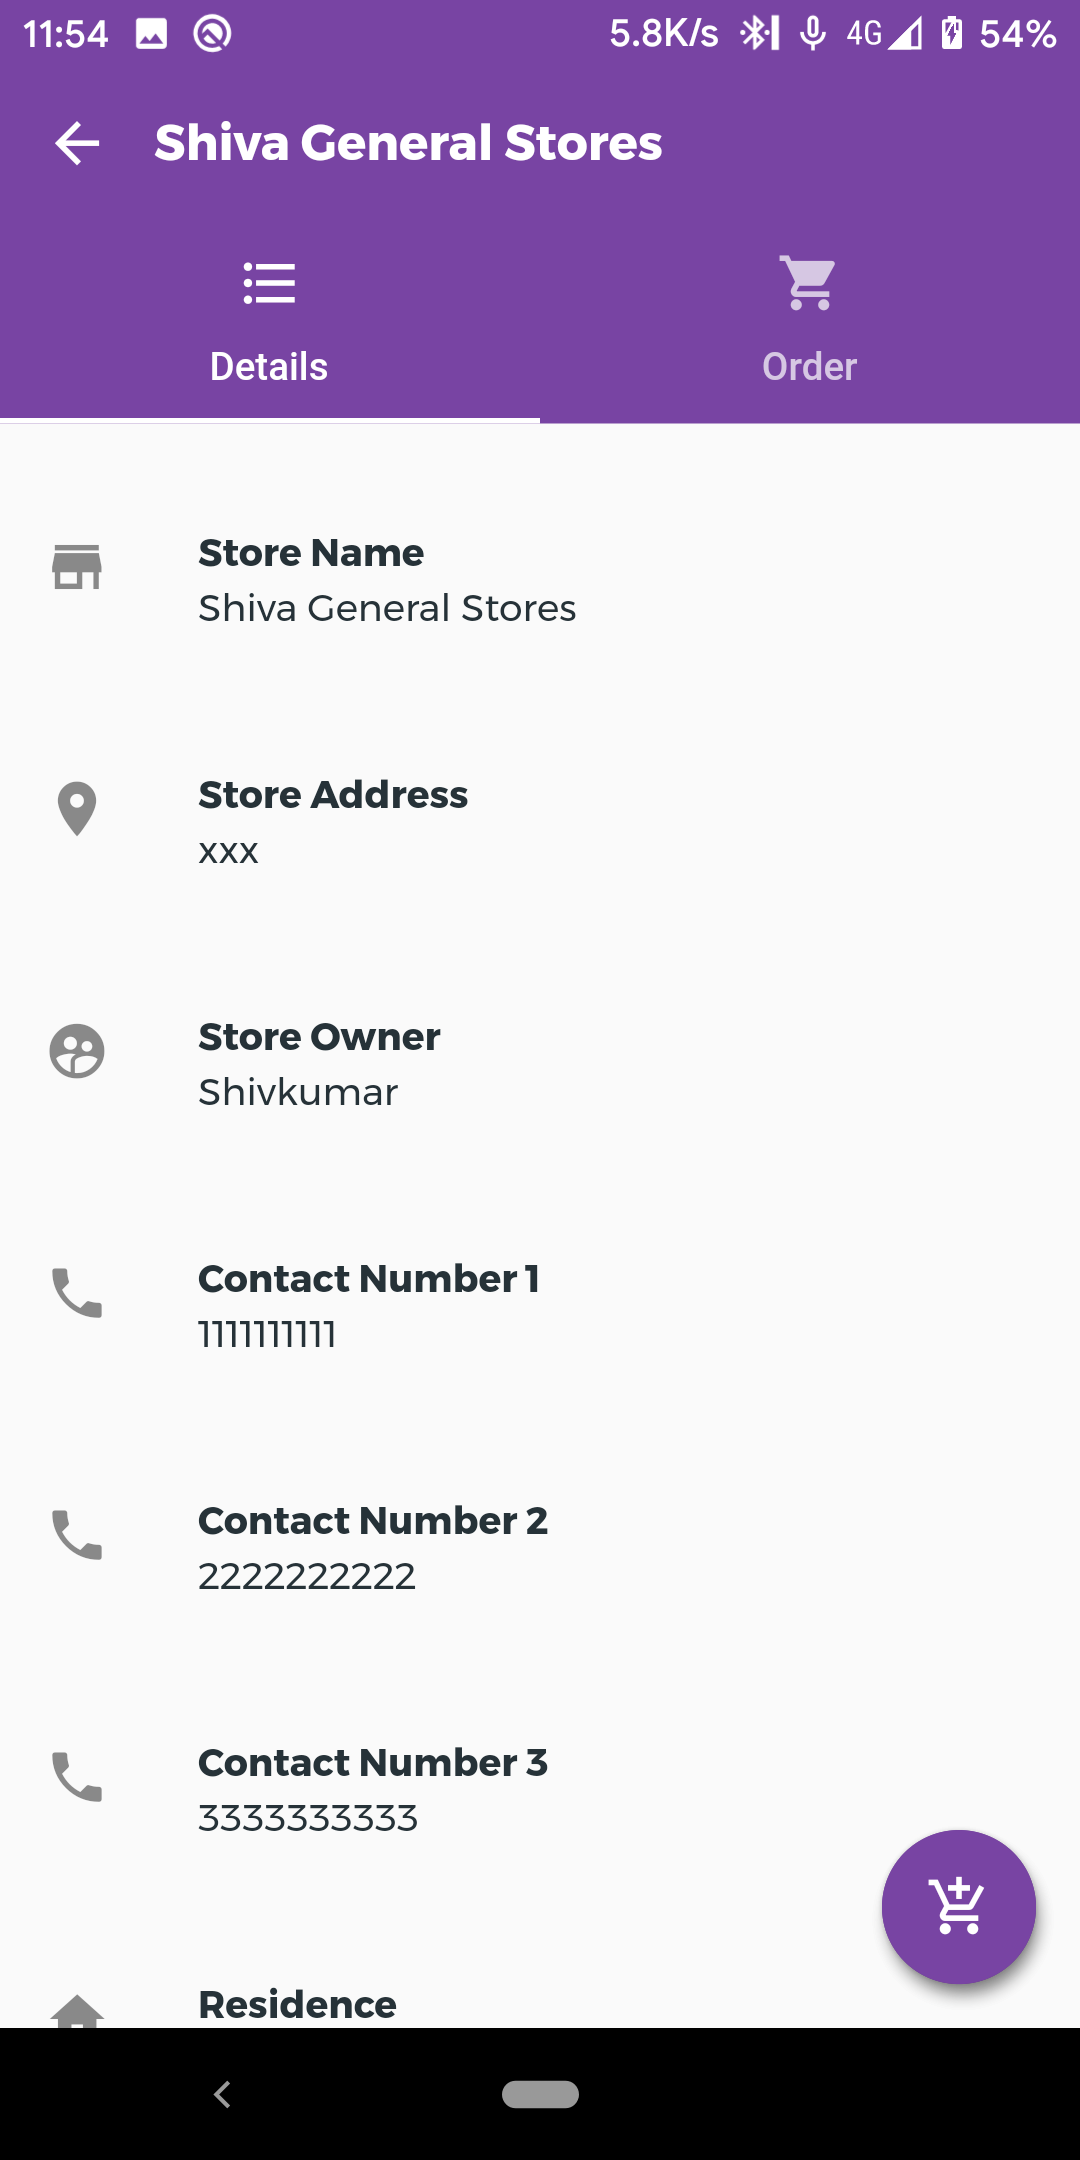 11:54 5.8K/s 4G 54%
Shiva General Stores
Details Order
Store Name
Shiva General Stores
Store Address
xxx
Store Owner
Shivkumar
Contact Number 1
1111111111
Contact Number 2
2222222222
Contact Number 3
3333333333
Residence